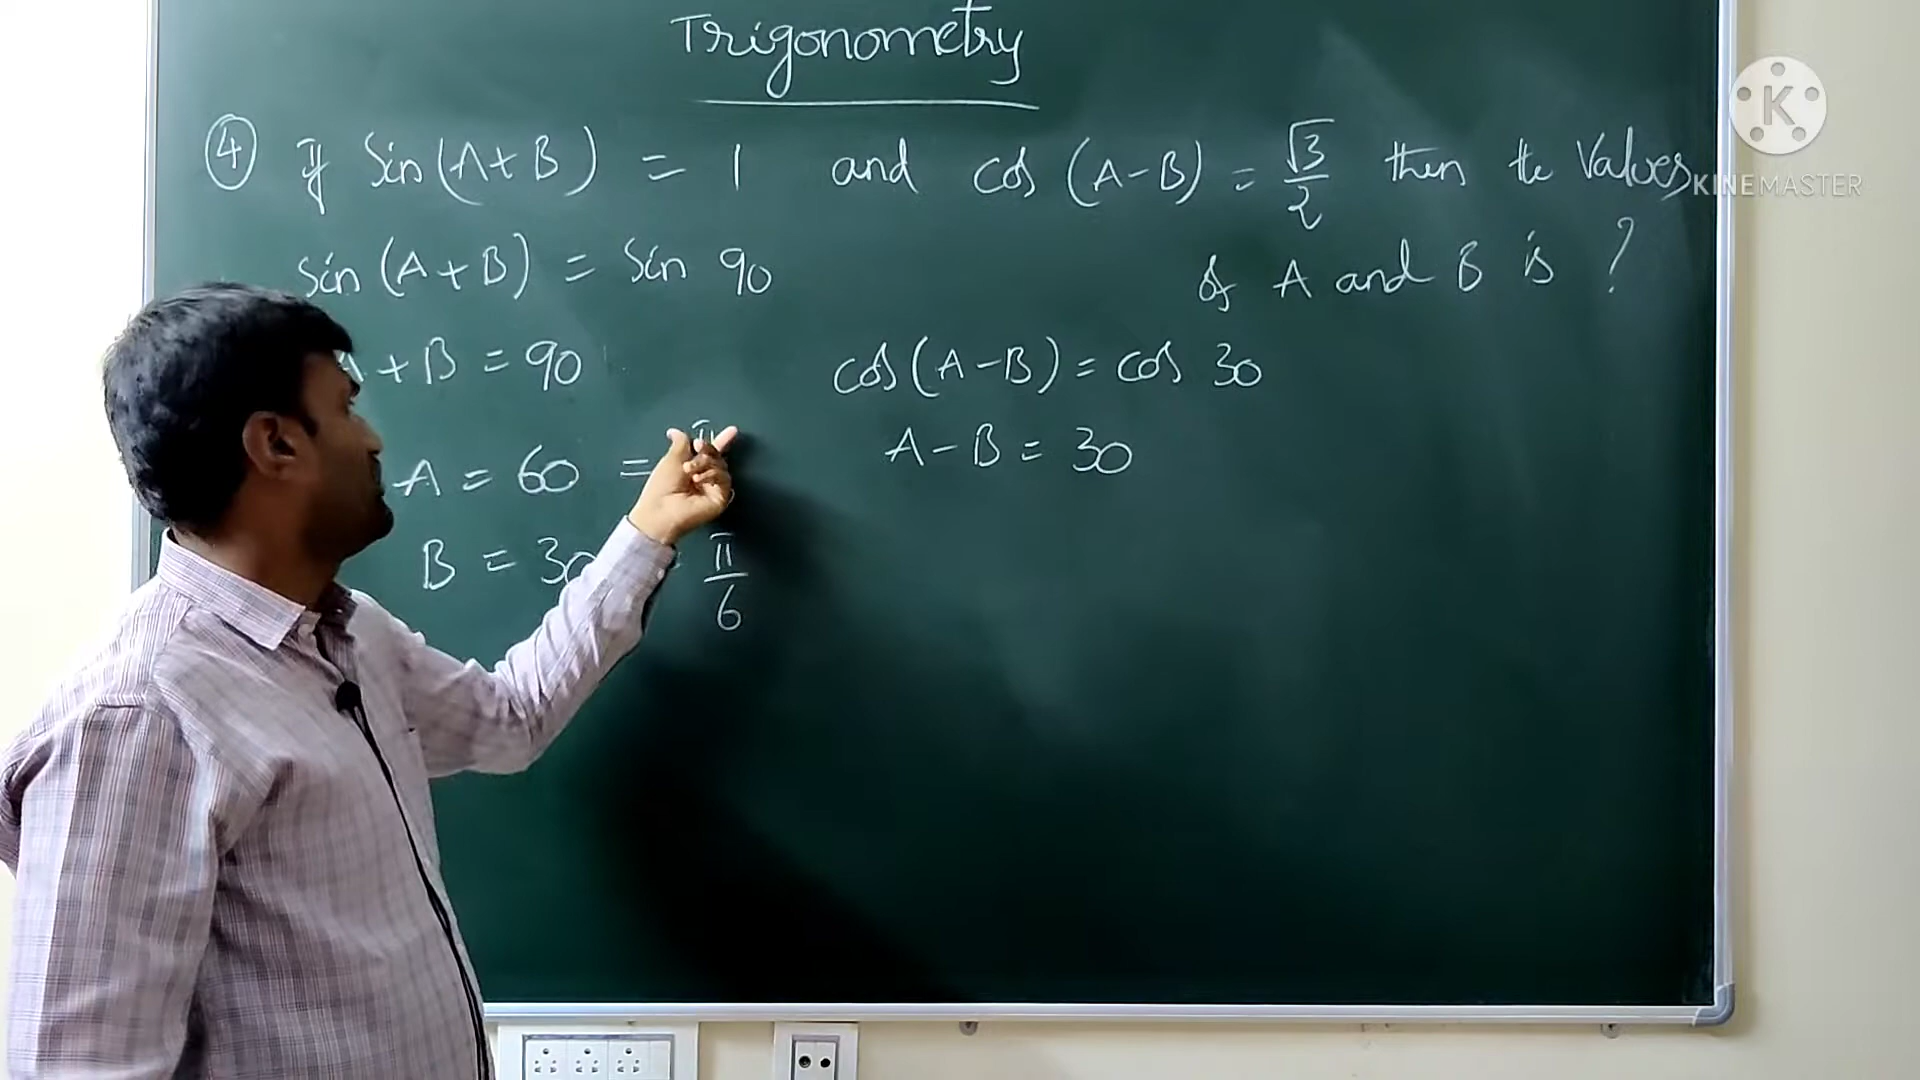 Trigonometry
④ if Sin(A+B) = 1 and cos (A-B) = √3/2 then the Values
of A and B is ?
Sin (A+B) = Sin 90
A + B = 90
A = 60 = π
B = 30 = π/6
cos(A-B) = cos 30
A - B = 30
KINEMASTER